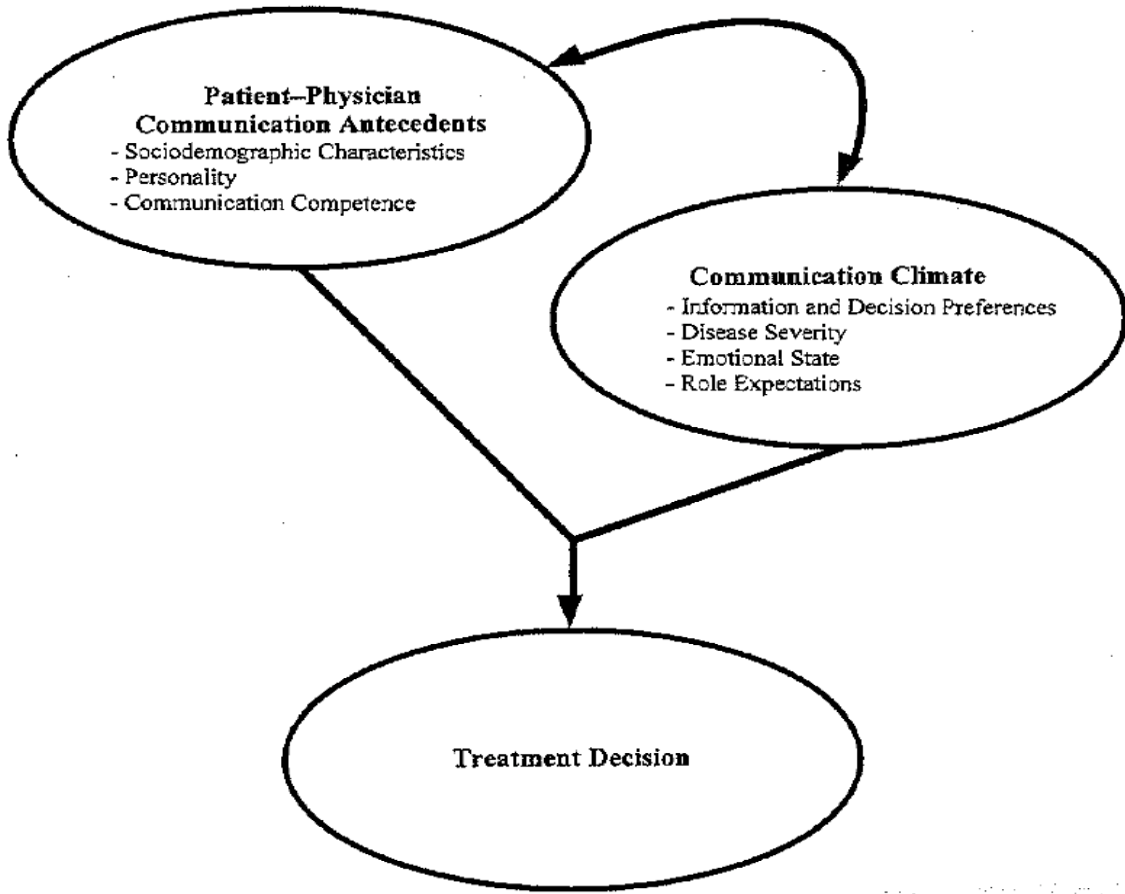 Patient–Physician
Communication Antecedents
- Sociodemographic Characteristics
- Personality
- Communication Competence
Communication Climate
- Information and Decision Preferences
- Disease Severity
- Emotional State
- Role Expectations
Treatment Decision